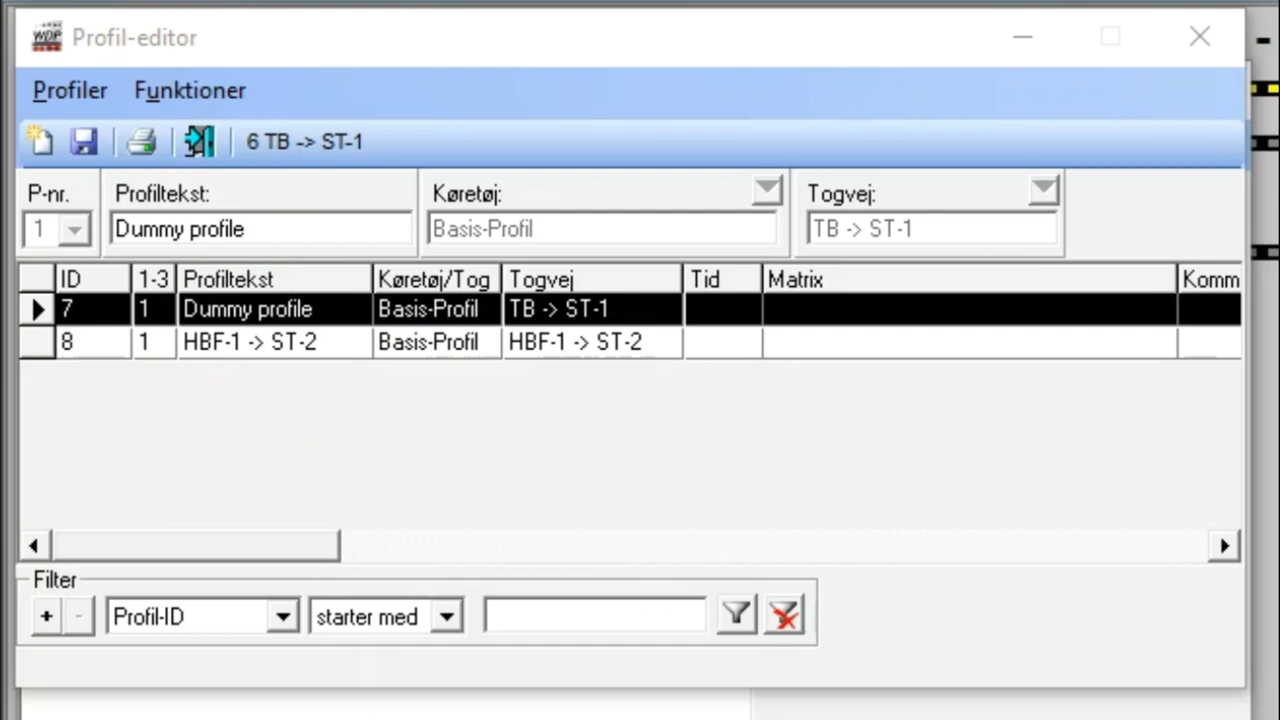 WDP Profil-editor
Profiler Funktioner
6 TB -> ST-1
P-nr. Profiltekst: Køretøj: Togvej:
1 Dummy profile Basis-Profil TB -> ST-1
ID 1-3 Profiltekst Køretøj/Tog Togvej Tid Matrix Komm
7 1 Dummy profile Basis-Profil TB -> ST-1
8 1 HBF-1 -> ST-2 Basis-Profil HBF-1 -> ST-2
Filter
+ - Profil-ID starter med